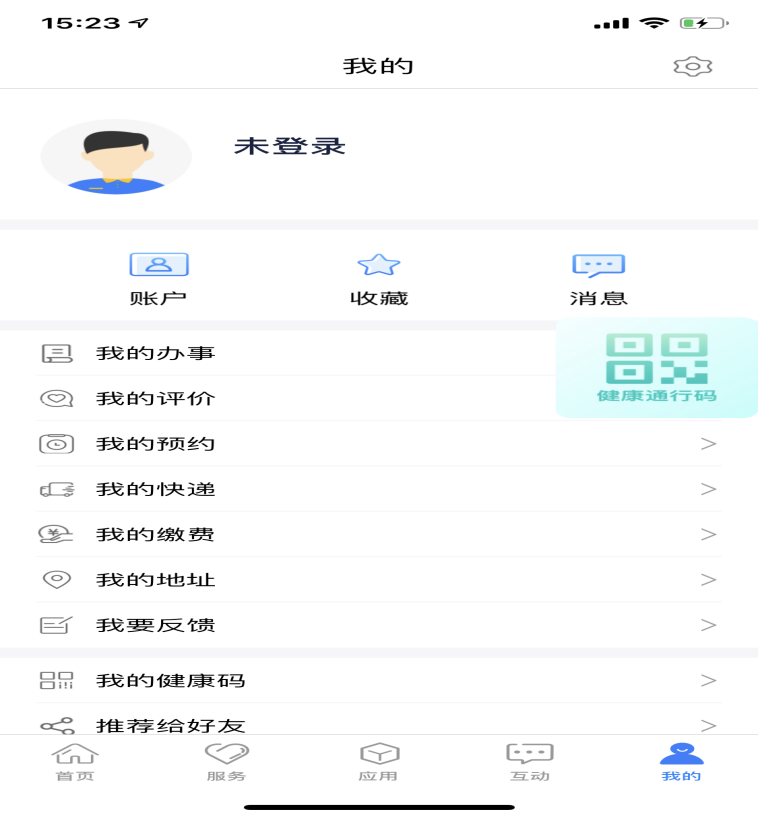 15:23
我的
未登录
账户 收藏 消息
我的办事
我的评价
健康通行码
我的预约 >
我的快递 >
我的缴费 >
我的地址 >
我要反馈 >
我的健康码 >
推荐给好友 >
首页 服务 应用 互动 我的